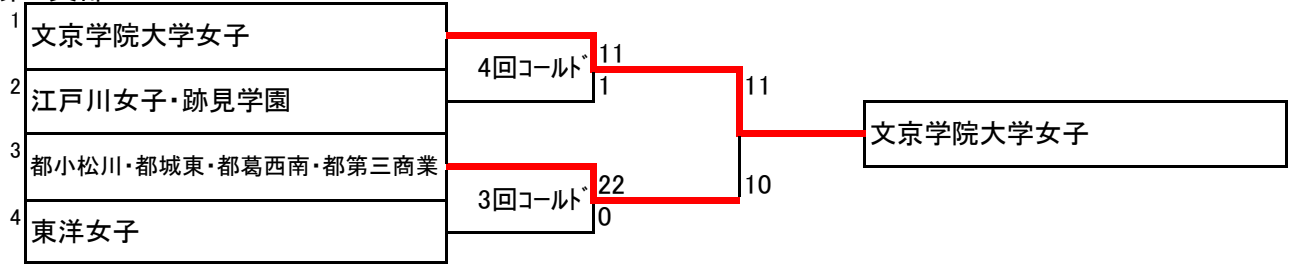 1
文京学院大学女子
4回ｺｰﾙﾄﾞ
11
1
2
江戸川女子・跡見学園
11
文京学院大学女子
3
都小松川・都城東・都葛西南・都第三商業
3回ｺｰﾙﾄﾞ
22
0
10
4
東洋女子